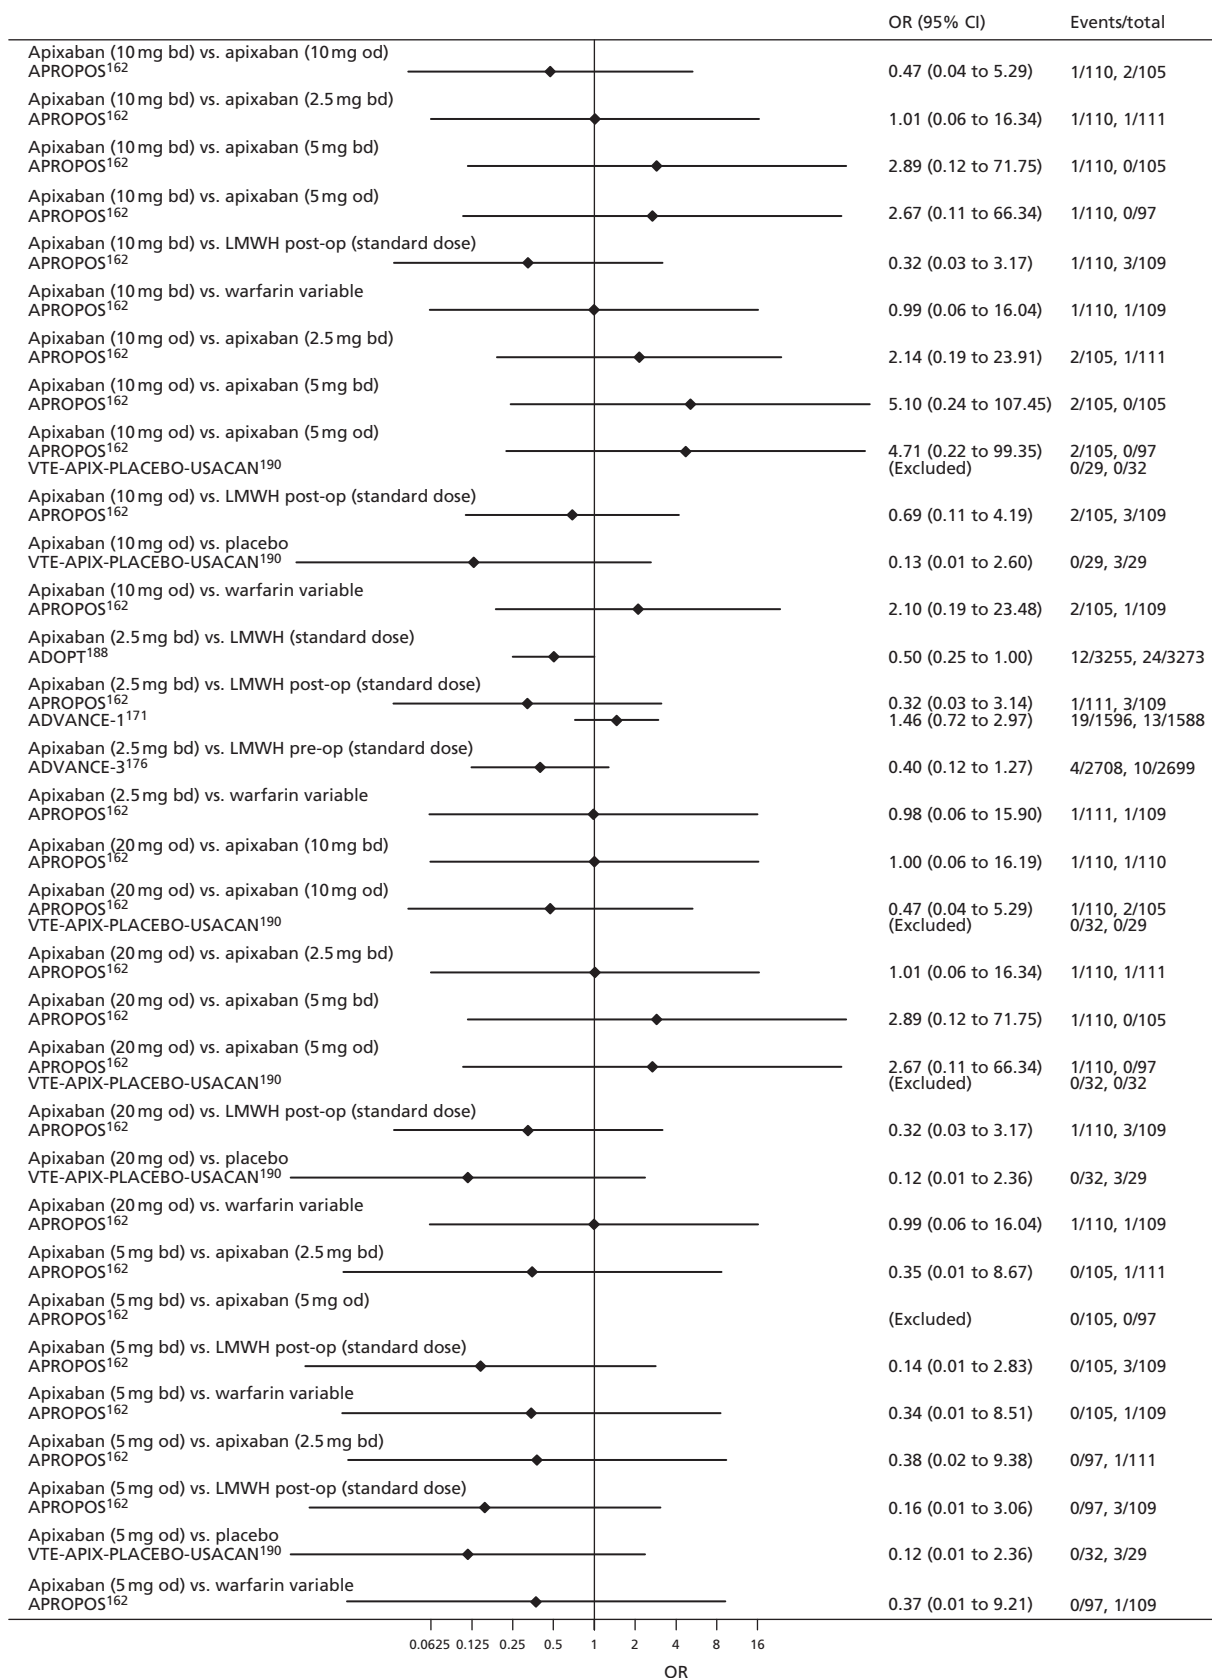 OR (95% CI) Events/total
Apixaban (10 mg bd) vs. apixaban (10 mg od)
APROPOS162 0.47 (0.04 to 5.29) 1/110, 2/105
Apixaban (10 mg bd) vs. apixaban (2.5 mg bd)
APROPOS162 1.01 (0.06 to 16.34) 1/110, 1/111
Apixaban (10 mg bd) vs. apixaban (5 mg bd)
APROPOS162 2.89 (0.12 to 71.75) 1/110, 0/105
Apixaban (10 mg bd) vs. apixaban (5 mg od)
APROPOS162 2.67 (0.11 to 66.34) 1/110, 0/97
Apixaban (10 mg bd) vs. LMWH post-op (standard dose)
APROPOS162 0.32 (0.03 to 3.17) 1/110, 3/109
Apixaban (10 mg bd) vs. warfarin variable
APROPOS162 0.99 (0.06 to 16.04) 1/110, 1/109
Apixaban (10 mg od) vs. apixaban (2.5 mg bd)
APROPOS162 2.14 (0.19 to 23.91) 2/105, 1/111
Apixaban (10 mg od) vs. apixaban (5 mg bd)
APROPOS162 5.10 (0.24 to 107.45) 2/105, 0/105
Apixaban (10 mg od) vs. apixaban (5 mg od)
APROPOS162 4.71 (0.22 to 99.35) 2/105, 0/97
VTE-APIX-PLACEBO-USACAN190 (Excluded) 0/29, 0/32
Apixaban (10 mg od) vs. LMWH post-op (standard dose)
APROPOS162 0.69 (0.11 to 4.19) 2/105, 3/109
Apixaban (10 mg od) vs. placebo
VTE-APIX-PLACEBO-USACAN190 0.13 (0.01 to 2.60) 0/29, 3/29
Apixaban (10 mg od) vs. warfarin variable
APROPOS162 2.10 (0.19 to 23.48) 2/105, 1/109
Apixaban (2.5 mg bd) vs. LMWH (standard dose)
ADOPT188 0.50 (0.25 to 1.00) 12/3255, 24/3273
Apixaban (2.5 mg bd) vs. LMWH post-op (standard dose)
APROPOS162 0.32 (0.03 to 3.14) 1/111, 3/109
ADVANCE-1171 1.46 (0.72 to 2.97) 19/1596, 13/1588
Apixaban (2.5 mg bd) vs. LMWH pre-op (standard dose)
ADVANCE-3176 0.40 (0.12 to 1.27) 4/2708, 10/2699
Apixaban (2.5 mg bd) vs. warfarin variable
APROPOS162 0.98 (0.06 to 15.90) 1/111, 1/109
Apixaban (20 mg od) vs. apixaban (10 mg bd)
APROPOS162 1.00 (0.06 to 16.19) 1/110, 1/110
Apixaban (20 mg od) vs. apixaban (10 mg od)
APROPOS162 0.47 (0.04 to 5.29) 1/110, 2/105
VTE-APIX-PLACEBO-USACAN190 (Excluded) 0/32, 0/29
Apixaban (20 mg od) vs. apixaban (2.5 mg bd)
APROPOS162 1.01 (0.06 to 16.34) 1/110, 1/111
Apixaban (20 mg od) vs. apixaban (5 mg bd)
APROPOS162 2.89 (0.12 to 71.75) 1/110, 0/105
Apixaban (20 mg od) vs. apixaban (5 mg od)
APROPOS162 2.67 (0.11 to 66.34) 1/110, 0/97
VTE-APIX-PLACEBO-USACAN190 (Excluded) 0/32, 0/32
Apixaban (20 mg od) vs. LMWH post-op (standard dose)
APROPOS162 0.32 (0.03 to 3.17) 1/110, 3/109
Apixaban (20 mg od) vs. placebo
VTE-APIX-PLACEBO-USACAN190 0.12 (0.01 to 2.36) 0/32, 3/29
Apixaban (20 mg od) vs. warfarin variable
APROPOS162 0.99 (0.06 to 16.04) 1/110, 1/109
Apixaban (5 mg bd) vs. apixaban (2.5 mg bd)
APROPOS162 0.35 (0.01 to 8.67) 0/105, 1/111
Apixaban (5 mg bd) vs. apixaban (5 mg od)
APROPOS162 (Excluded) 0/105, 0/97
Apixaban (5 mg bd) vs. LMWH post-op (standard dose)
APROPOS162 0.14 (0.01 to 2.83) 0/105, 3/109
Apixaban (5 mg bd) vs. warfarin variable
APROPOS162 0.34 (0.01 to 8.51) 0/105, 1/109
Apixaban (5 mg od) vs. apixaban (2.5 mg bd)
APROPOS162 0.38 (0.02 to 9.38) 0/97, 1/111
Apixaban (5 mg od) vs. LMWH post-op (standard dose)
APROPOS162 0.16 (0.01 to 3.06) 0/97, 3/109
Apixaban (5 mg od) vs. placebo
VTE-APIX-PLACEBO-USACAN190 0.12 (0.01 to 2.36) 0/32, 3/29
Apixaban (5 mg od) vs. warfarin variable
APROPOS162 0.37 (0.01 to 9.21) 0/97, 1/109
0.0625 0.125 0.25 0.5 1 2 4 8 16
OR